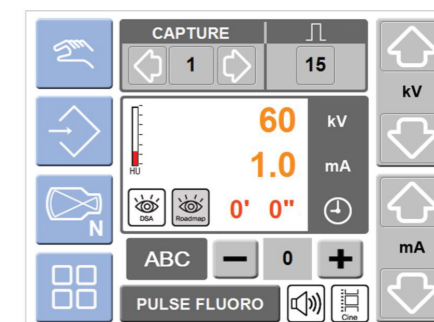 CAPTURE
1
15
kV
60 kV
HU
1.0 mA
DSA
Roadmap
0' 0"
N
ABC
0
mA
PULSE FLUORO
Cine